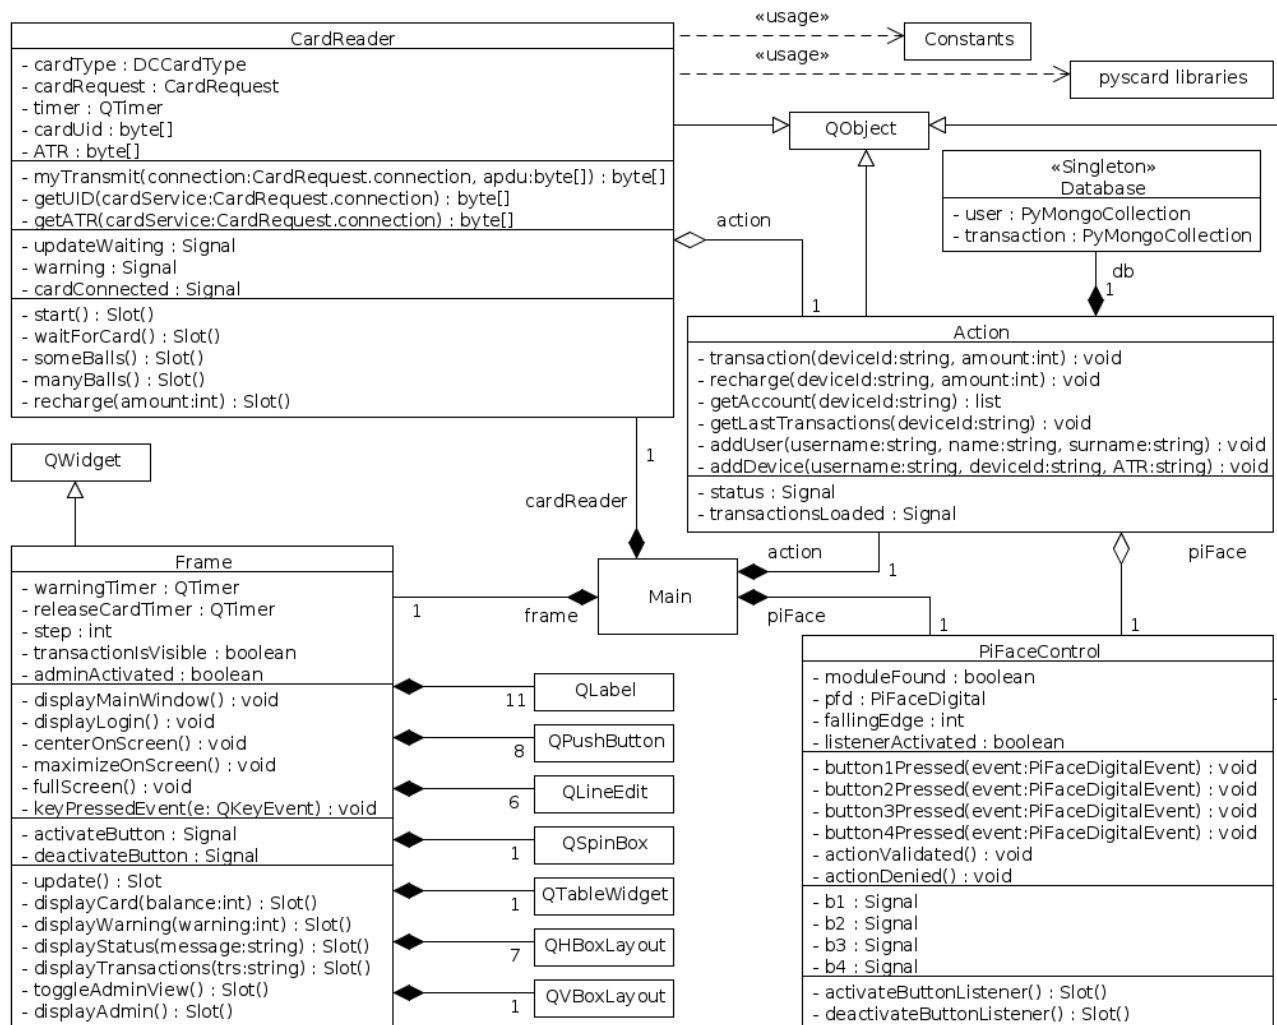 CardReader
- cardType : DCCardType
- cardRequest : CardRequest
- timer : QTimer
- cardUid : byte[]
- ATR : byte[]
- myTransmit(connection:CardRequest.connection, apdu:byte[]) : byte[]
- getUID(cardService:CardRequest.connection) : byte[]
- getATR(cardService:CardRequest.connection) : byte[]
- updateWaiting : Signal
- warning : Signal
- cardConnected : Signal
- start() : Slot()
- waitForCard() : Slot()
- someBalls() : Slot()
- manyBalls() : Slot()
- recharge(amount:int) : Slot()
«usage»
Constants
«usage»
pyscard libraries
QObject
«Singleton»
Database
- user : PyMongoCollection
- transaction : PyMongoCollection
action
1
db
1
Action
- transaction(deviceId:string, amount:int) : void
- recharge(deviceId:string, amount:int) : void
- getAccount(deviceId:string) : list
- getLastTransactions(deviceId:string) : void
- addUser(username:string, name:string, surname:string) : void
- addDevice(username:string, deviceId:string, ATR:string) : void
- status : Signal
- transactionsLoaded : Signal
QWidget
1
cardReader
Main
action
1
piFace
1
piFace
1
frame
1
Frame
- warningTimer : QTimer
- releaseCardTimer : QTimer
- step : int
- transactionIsVisible : boolean
- adminActivated : boolean
- displayMainWindow() : void
- displayLogin() : void
- centerOnScreen() : void
- maximizeOnScreen() : void
- fullScreen() : void
- keyPressedEvent(e: QKeyEvent) : void
- activateButton : Signal
- deactivateButton : Signal
- update() : Slot
- displayCard(balance:int) : Slot()
- displayWarning(warning:int) : Slot()
- displayStatus(message:string) : Slot()
- displayTransactions(trs:string) : Slot()
- toggleAdminView() : Slot()
- displayAdmin() : Slot()
11
QLabel
8
QPushButton
6
QLineEdit
1
QSpinBox
1
QTableWidget
7
QHBoxLayout
1
QVBoxLayout
PiFaceControl
- moduleFound : boolean
- pfd : PiFaceDigital
- fallingEdge : int
- listenerActivated : boolean
- button1Pressed(event:PiFaceDigitalEvent) : void
- button2Pressed(event:PiFaceDigitalEvent) : void
- button3Pressed(event:PiFaceDigitalEvent) : void
- button4Pressed(event:PiFaceDigitalEvent) : void
- actionValidated() : void
- actionDenied() : void
- b1 : Signal
- b2 : Signal
- b3 : Signal
- b4 : Signal
- activateButtonListener() : Slot()
- deactivateButtonListener() : Slot()